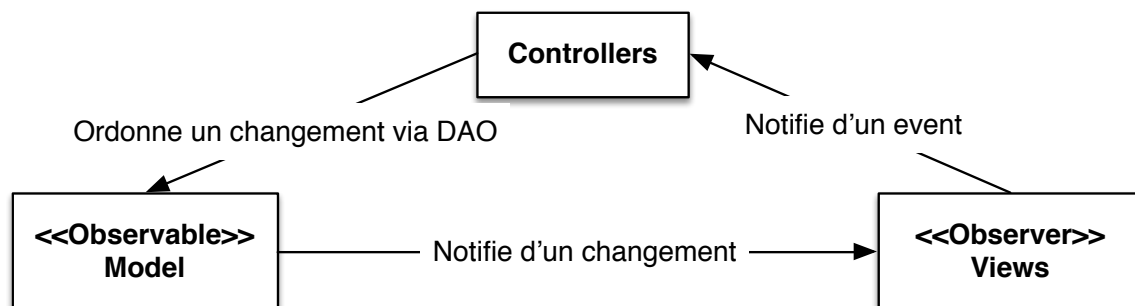 Controllers
Ordonne un changement via DAO
Notifie d'un event
<<Observable>>
Model
Notifie d'un changement
<<Observer>>
Views